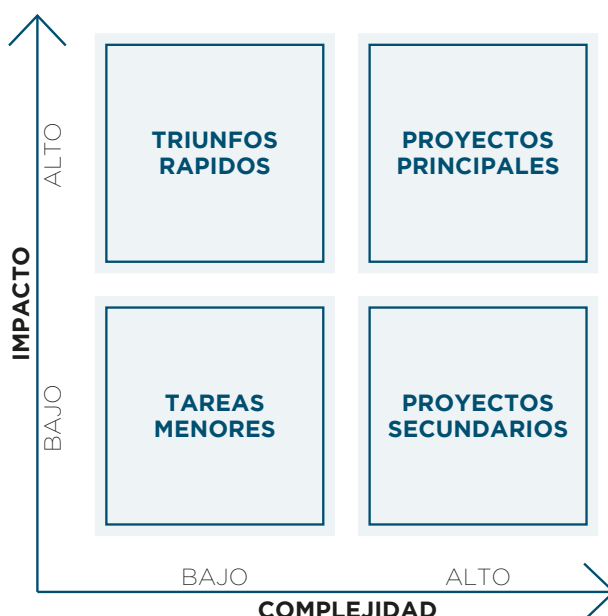 TRIUNFOS
RAPIDOS
PROYECTOS
PRINCIPALES
ALTO
IMPACTO
TAREAS
MENORES
PROYECTOS
SECUNDARIOS
BAJO
BAJO
ALTO
COMPLEJIDAD